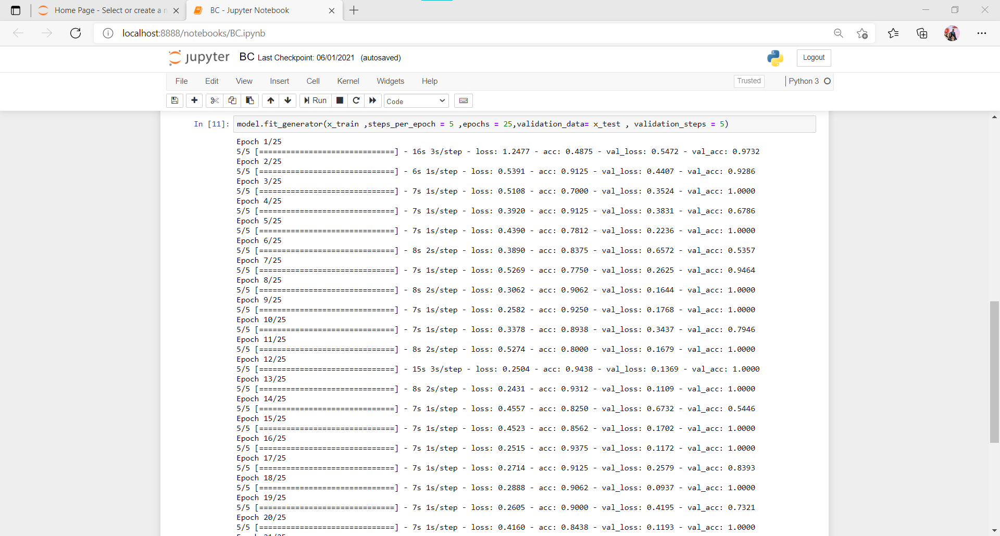 Home Page - Select or create a n
BC - Jupyter Notebook
localhost:8888/notebooks/BC.ipynb
jupyter BC Last Checkpoint: 06/01/2021 (autosaved)
Logout
File Edit View Insert Cell Kernel Widgets Help
Trusted
Python 3
Run
Code
In [11]: model.fit_generator(x_train ,steps_per_epoch = 5 ,epochs = 25,validation_data= x_test , validation_steps = 5)
Epoch 1/25
5/5 [==============================] - 16s 3s/step - loss: 1.2477 - acc: 0.4875 - val_loss: 0.5472 - val_acc: 0.9732
Epoch 2/25
5/5 [==============================] - 6s 1s/step - loss: 0.5391 - acc: 0.9125 - val_loss: 0.4407 - val_acc: 0.9286
Epoch 3/25
5/5 [==============================] - 7s 1s/step - loss: 0.5108 - acc: 0.7000 - val_loss: 0.3524 - val_acc: 1.0000
Epoch 4/25
5/5 [==============================] - 7s 1s/step - loss: 0.3920 - acc: 0.9125 - val_loss: 0.3831 - val_acc: 0.6786
Epoch 5/25
5/5 [==============================] - 7s 1s/step - loss: 0.4390 - acc: 0.7812 - val_loss: 0.2236 - val_acc: 1.0000
Epoch 6/25
5/5 [==============================] - 8s 2s/step - loss: 0.3890 - acc: 0.8375 - val_loss: 0.6572 - val_acc: 0.5357
Epoch 7/25
5/5 [==============================] - 7s 1s/step - loss: 0.5269 - acc: 0.7750 - val_loss: 0.2625 - val_acc: 0.9464
Epoch 8/25
5/5 [==============================] - 8s 2s/step - loss: 0.3062 - acc: 0.9062 - val_loss: 0.1644 - val_acc: 1.0000
Epoch 9/25
5/5 [==============================] - 7s 1s/step - loss: 0.2582 - acc: 0.9250 - val_loss: 0.1768 - val_acc: 1.0000
Epoch 10/25
5/5 [==============================] - 7s 1s/step - loss: 0.3378 - acc: 0.8938 - val_loss: 0.3437 - val_acc: 0.7946
Epoch 11/25
5/5 [==============================] - 8s 2s/step - loss: 0.5274 - acc: 0.8000 - val_loss: 0.1679 - val_acc: 1.0000
Epoch 12/25
5/5 [==============================] - 15s 3s/step - loss: 0.2504 - acc: 0.9438 - val_loss: 0.1369 - val_acc: 1.0000
Epoch 13/25
5/5 [==============================] - 8s 2s/step - loss: 0.2431 - acc: 0.9312 - val_loss: 0.1109 - val_acc: 1.0000
Epoch 14/25
5/5 [==============================] - 7s 1s/step - loss: 0.4557 - acc: 0.8250 - val_loss: 0.6732 - val_acc: 0.5446
Epoch 15/25
5/5 [==============================] - 7s 1s/step - loss: 0.4523 - acc: 0.8562 - val_loss: 0.1702 - val_acc: 1.0000
Epoch 16/25
5/5 [==============================] - 7s 1s/step - loss: 0.2515 - acc: 0.9375 - val_loss: 0.1172 - val_acc: 1.0000
Epoch 17/25
5/5 [==============================] - 7s 1s/step - loss: 0.2714 - acc: 0.9125 - val_loss: 0.2579 - val_acc: 0.8393
Epoch 18/25
5/5 [==============================] - 7s 1s/step - loss: 0.2888 - acc: 0.9062 - val_loss: 0.0937 - val_acc: 1.0000
Epoch 19/25
5/5 [==============================] - 7s 1s/step - loss: 0.2605 - acc: 0.9000 - val_loss: 0.4195 - val_acc: 0.7321
Epoch 20/25
5/5 [==============================] - 7s 1s/step - loss: 0.4160 - acc: 0.8438 - val_loss: 0.1193 - val_acc: 1.0000